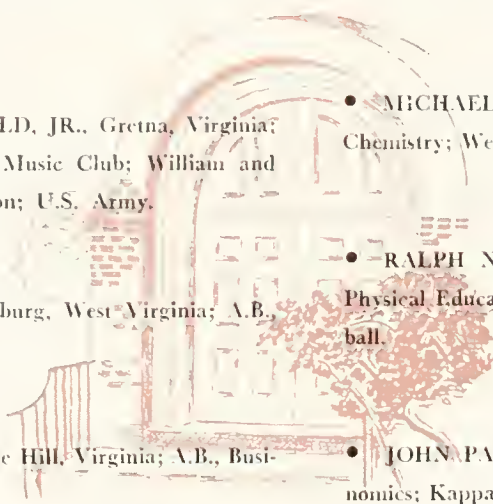 LD, JR., Gretna, Virginia;
Music Club; William and
on; U.S. Army.
burg, West Virginia; A.B.,
e Hill, Virginia; A.B., Busi-
• MICHAEL
Chemistry; We
• RALPH N
Physical Educa
ball.
• JOHN PA
nomics; Kappa